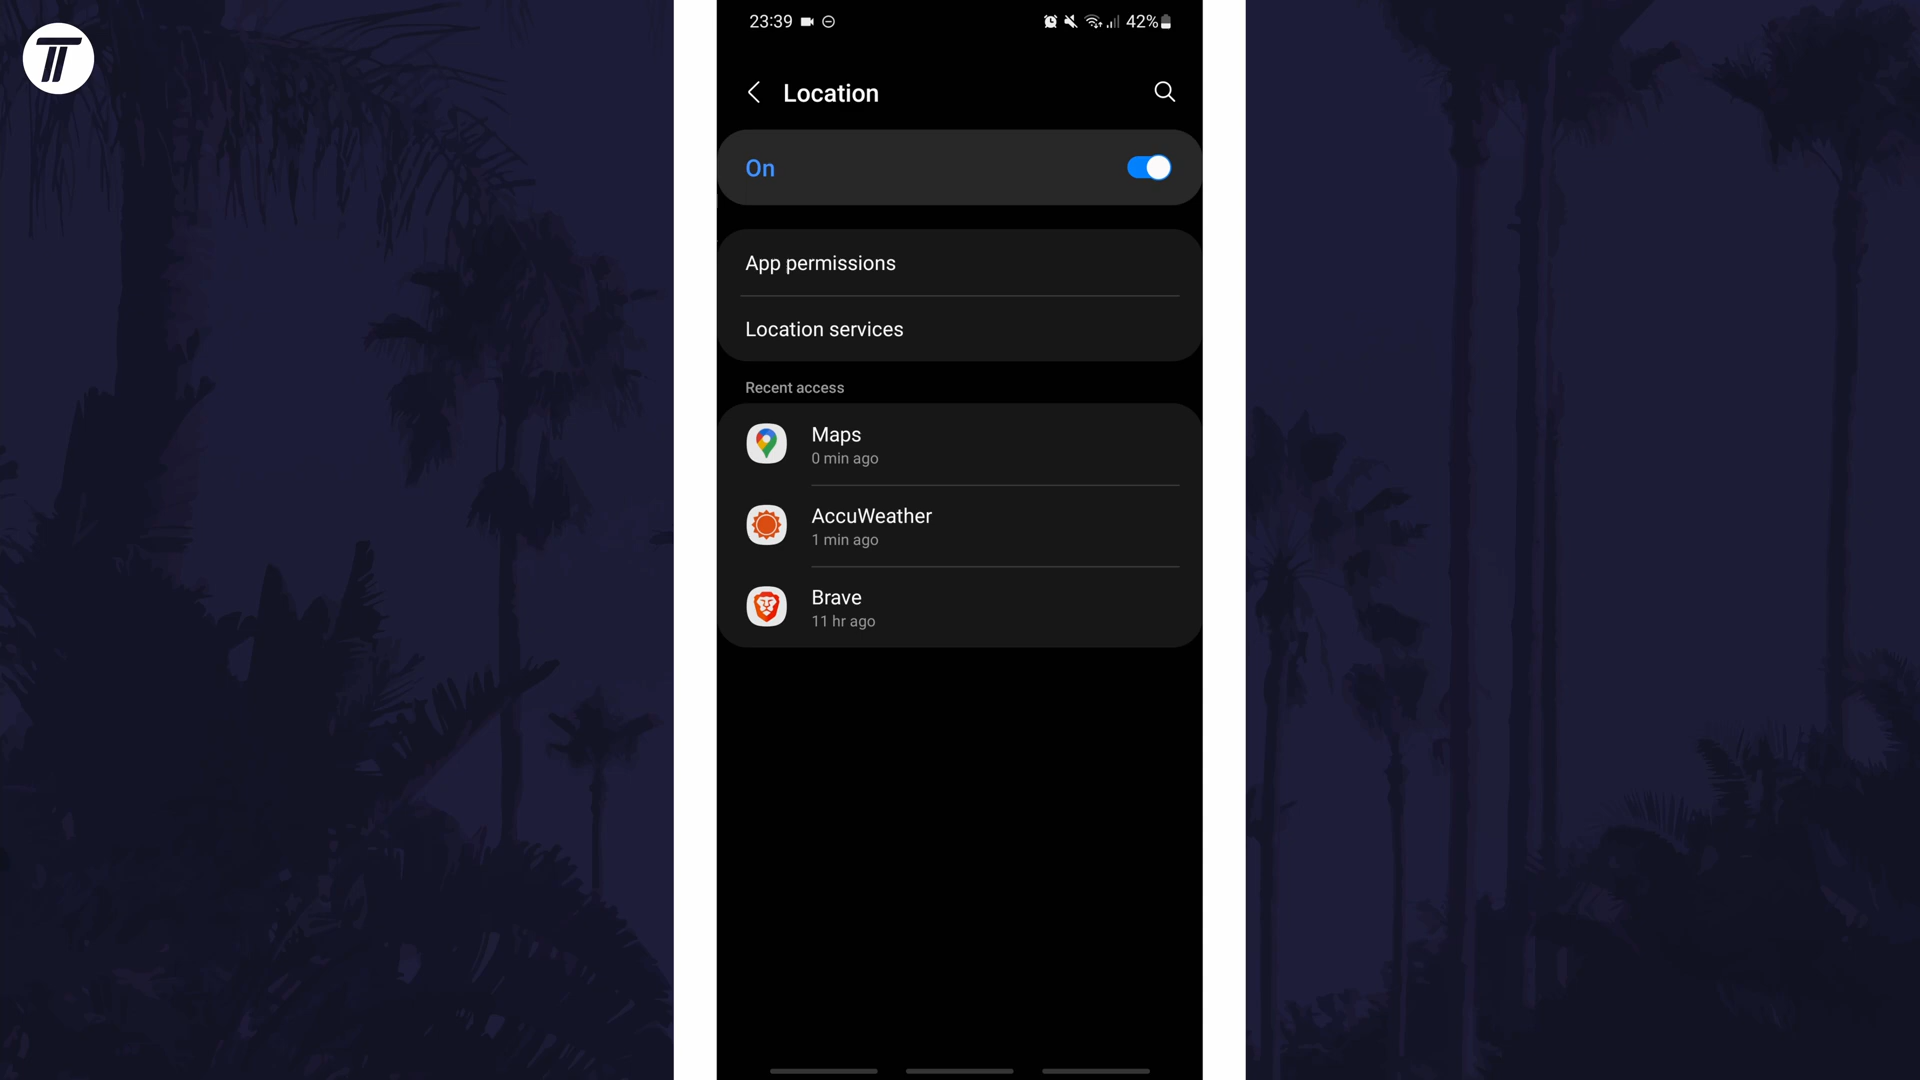 23:39
42%
Location
On
App permissions
Location services
Recent access
Maps
0 min ago
AccuWeather
1 min ago
Brave
11 hr ago